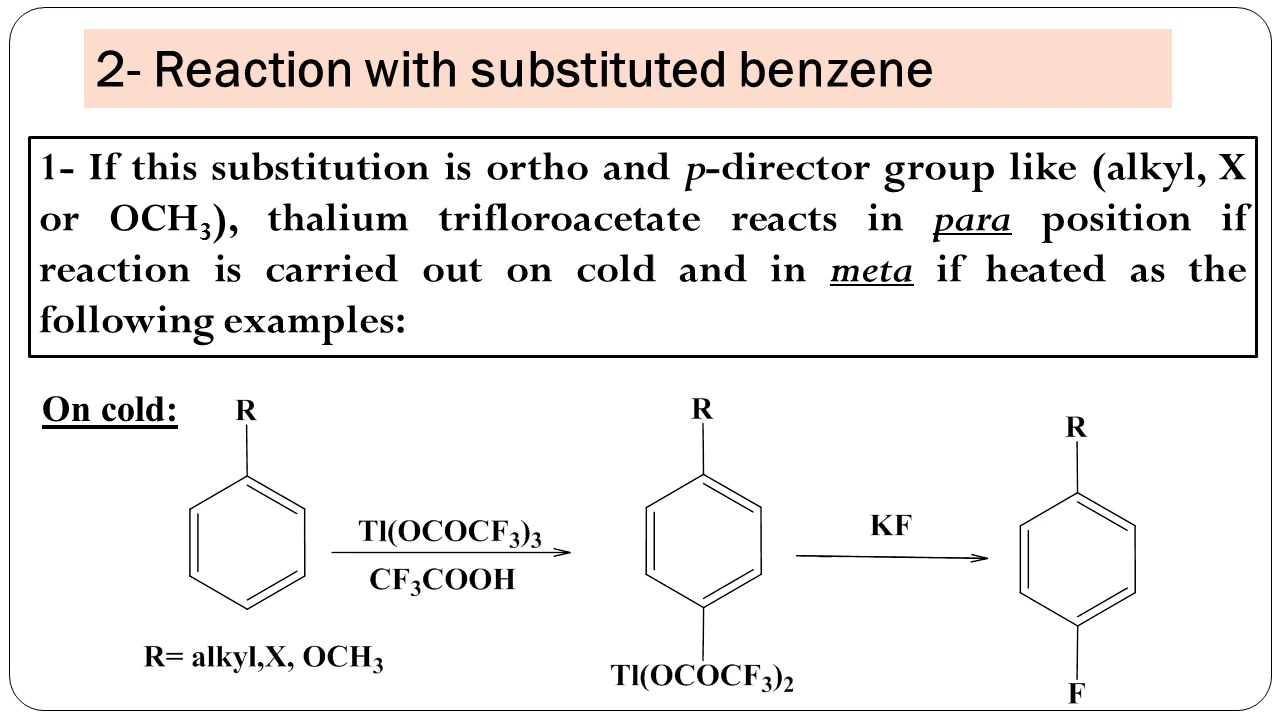 2- Reaction with substituted benzene
1- If this substitution is ortho and p-director group like (alkyl, X
or OCH₃), thalium trifloroacetate reacts in para position if
reaction is carried out on cold and in meta if heated as the
following examples:
On cold:
R
R
R
Tl(OCOCF₃)₃
CF₃COOH
KF
R= alkyl,X, OCH₃
Tl(OCOCF₃)₂
F